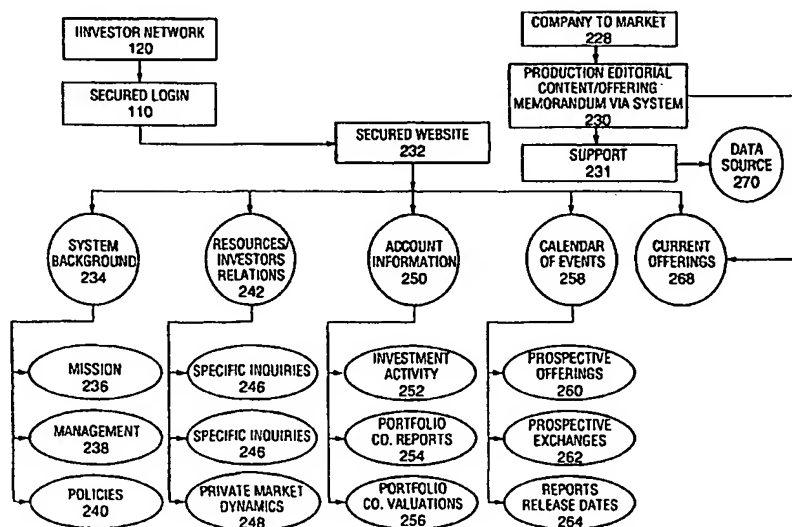 IINVESTOR NETWORK
120
SECURED LOGIN
110
COMPANY TO MARKET
228
PRODUCTION EDITORIAL
CONTENT/OFFERING
MEMORANDUM VIA SYSTEM
230
SECURED WEBSITE
232
SUPPORT
231
DATA
SOURCE
270
SYSTEM
BACKGROUND
234
RESOURCES/
INVESTORS
RELATIONS
242
ACCOUNT
INFORMATION
250
CALENDAR
OF EVENTS
258
CURRENT
OFFERINGS
268
MISSION
236
SPECIFIC INQUIRIES
246
INVESTMENT
ACTIVITY
252
PROSPECTIVE
OFFERINGS
260
MANAGEMENT
238
SPECIFIC INQUIRIES
246
PORTFOLIO
CO. REPORTS
254
PROSPECTIVE
EXCHANGES
262
POLICIES
240
PRIVATE MARKET
DYNAMICS
248
PORTFOLIO
CO. VALUATIONS
256
REPORTS
RELEASE DATES
264